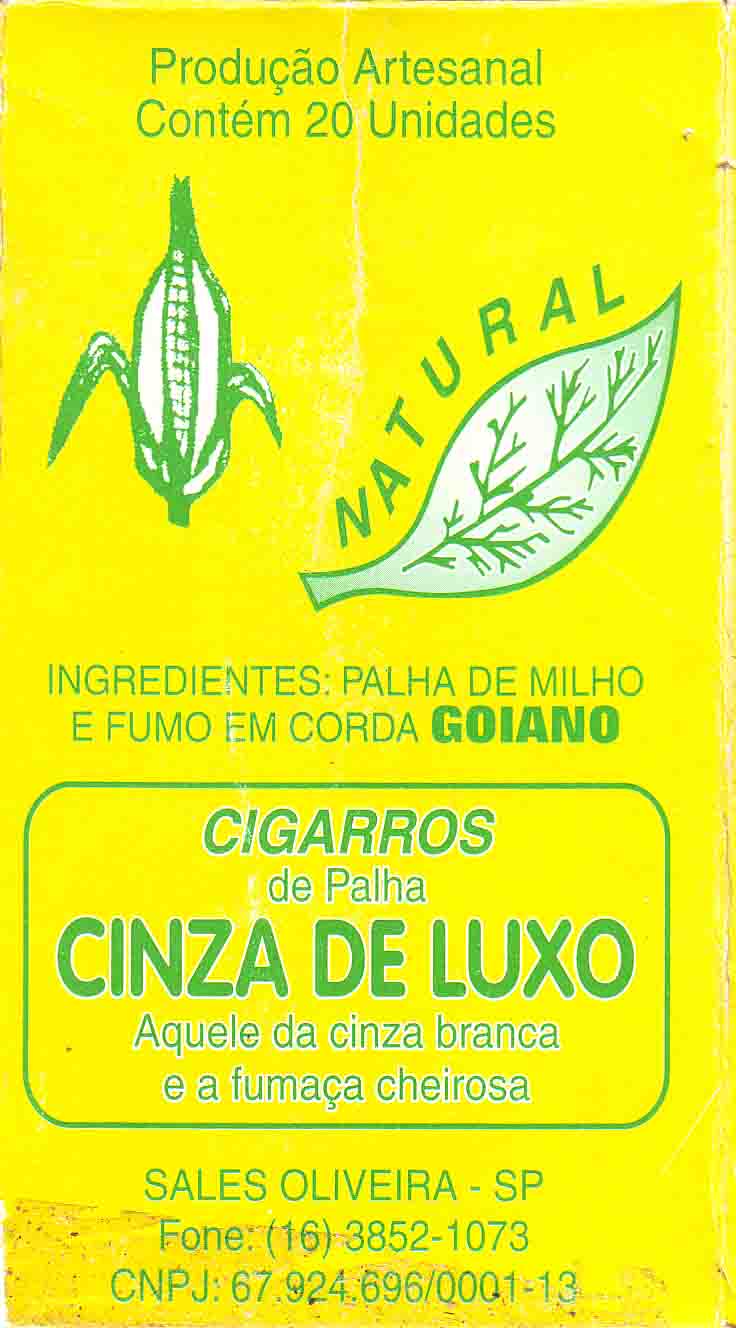 Produção Artesanal
Contém 20 Unidades
NATURAL
INGREDIENTES: PALHA DE MILHO
E FUMO EM CORDA GOIANO
CIGARROS
de Palha
CINZA DE LUXO
Aquele da cinza branca
e a fumaça cheirosa
SALES OLIVEIRA - SP
Fone: (16) 3852-1073
CNPJ: 67.924.696/0001-13